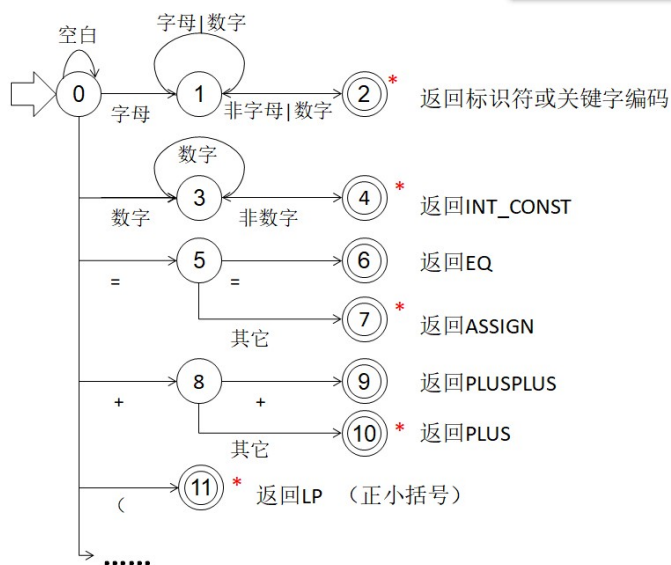 空白
字母|数字
0
1
2
*
返回标识符或关键字编码
字母
非字母|数字
数字
3
4
*
返回INT_CONST
数字
非数字
5
6
返回EQ
=
=
7
*
返回ASSIGN
其它
8
9
返回PLUSPLUS
+
+
10
*
返回PLUS
其它
11
*
返回LP （正小括号）
（
……